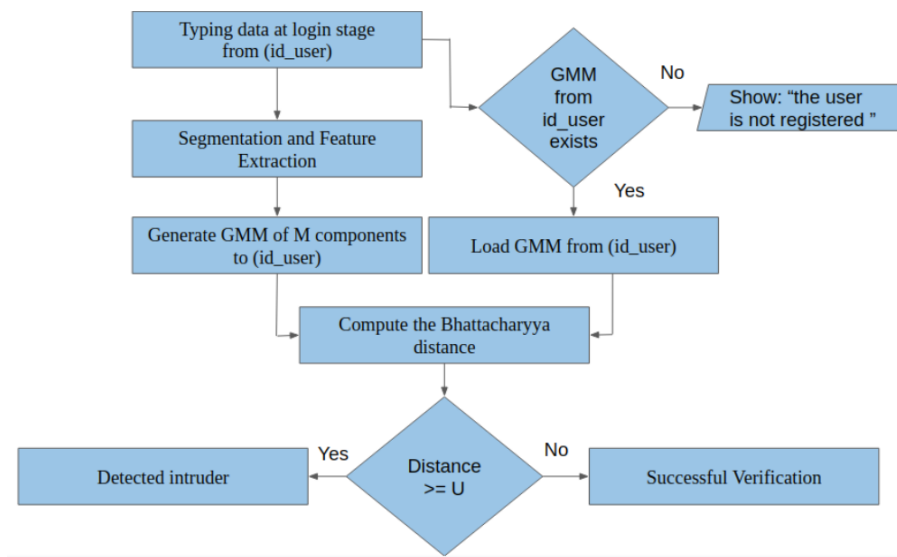 Typing data at login stage
from (id_user)
GMM
from
id_user
exists
No
Show: “the user
is not registered ”
Segmentation and Feature
Extraction
Yes
Generate GMM of M components
to (id_user)
Load GMM from (id_user)
Compute the Bhattacharyya
distance
Yes
Distance
>= U
No
Detected intruder
Successful Verification